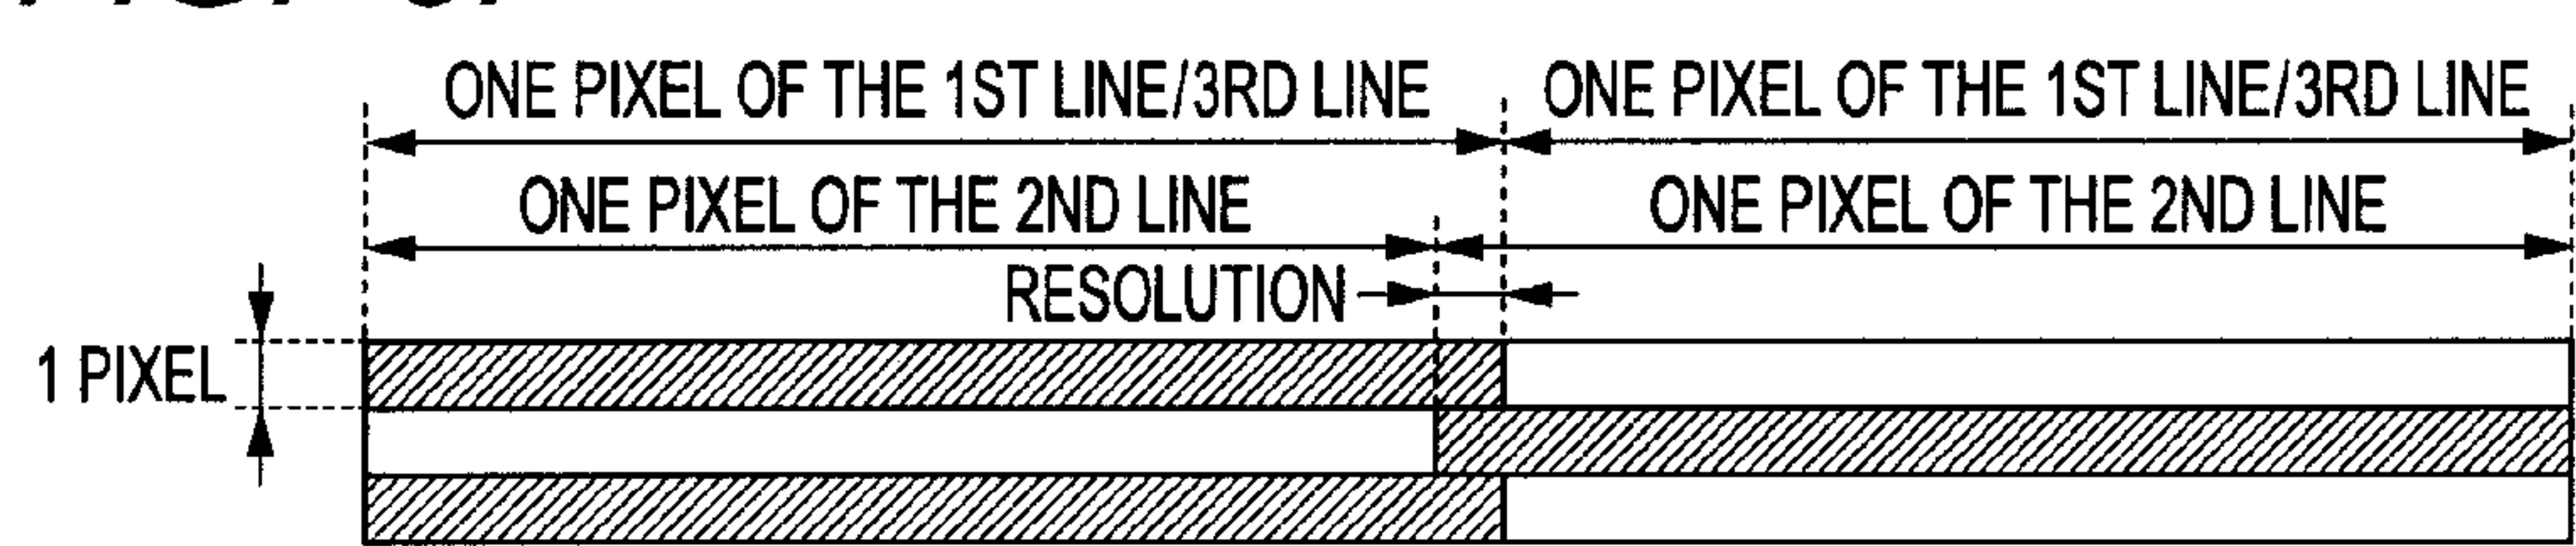 ONE PIXEL OF THE 1ST LINE/3RD LINE ONE PIXEL OF THE 1ST LINE/3RD LINE
ONE PIXEL OF THE 2ND LINE ONE PIXEL OF THE 2ND LINE
RESOLUTION
1 PIXEL